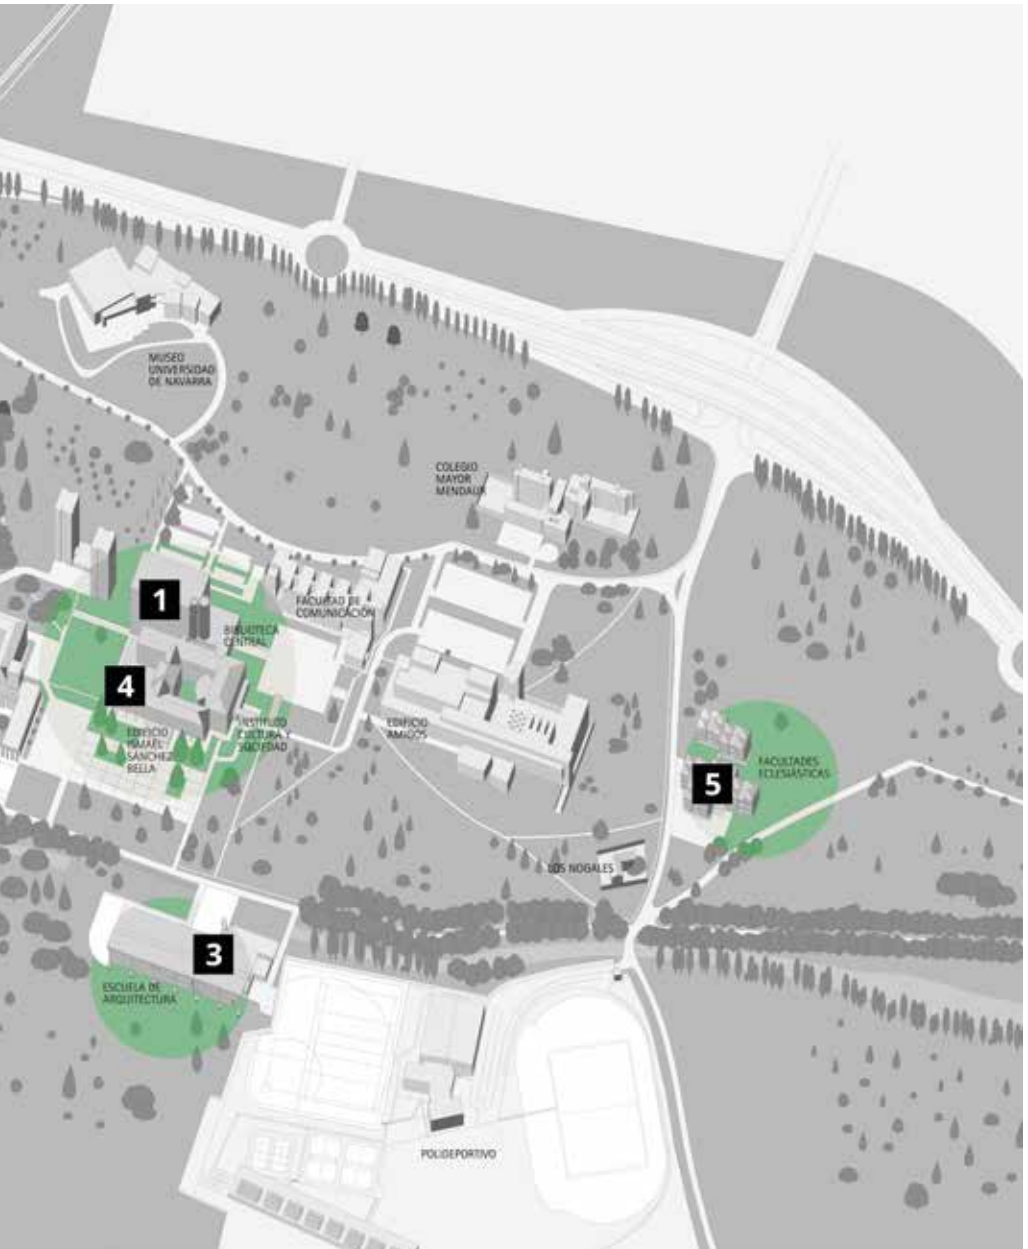 MUSEO
UNIVERSIDAD
DE NAVARRA
COLEGIO
MAYOR
MENDAUR
1
FACULTAD DE
COMUNICACIÓN
BIBLIOTECA
CENTRAL
4
EDIFICIO
ISMAEL
SÁNCHEZ
BELLA
INSTITUTO
CULTURA Y
SOCIEDAD
EDIFICIO
AMIGOS
5
FACULTADES
ECLESIÁSTICAS
LOS NOGALES
3
ESCUELA DE
ARQUITECTURA
POLIDEPORTIVO